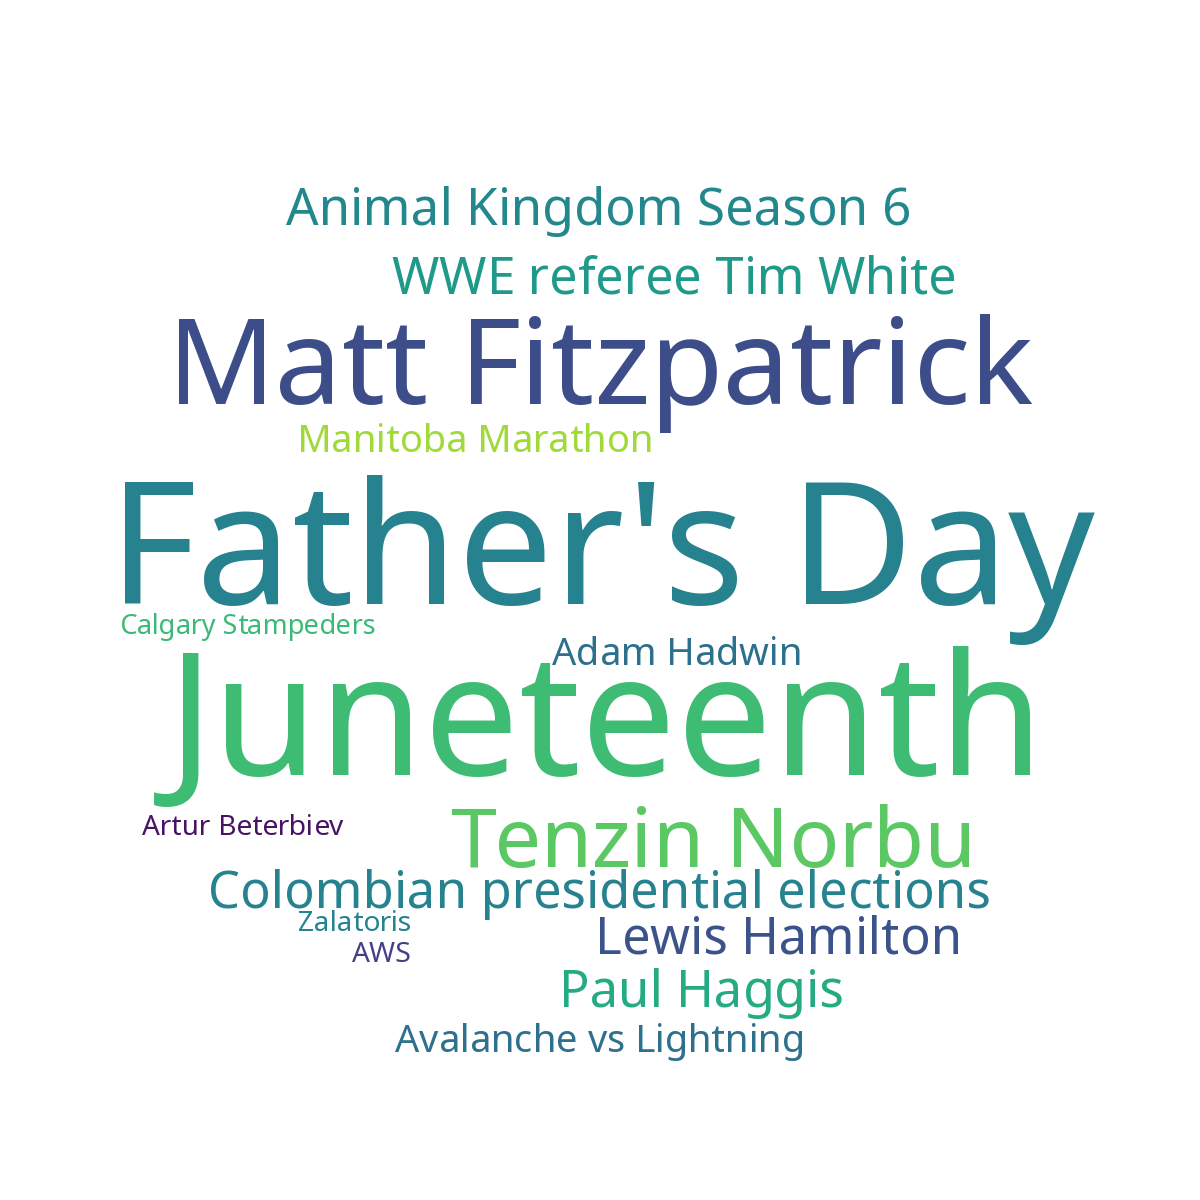 Animal Kingdom Season 6
WWE referee Tim White
Matt Fitzpatrick
Manitoba Marathon
Father's Day
Calgary Stampeders
Adam Hadwin
Juneteenth
Artur Beterbiev
Tenzin Norbu
Colombian presidential elections
Zalatoris
Lewis Hamilton
AWS
Paul Haggis
Avalanche vs Lightning